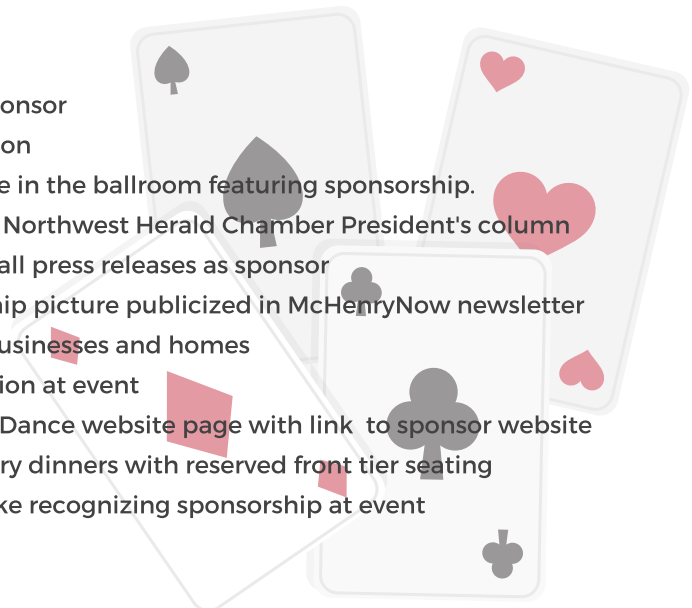 onsor
on
e in the ballroom featuring sponsorship.
Northwest Herald Chamber President's column
all press releases as sponsor
ip picture publicized in McHenryNow newsletter
usinesses and homes
ion at event
Dance website page with link to sponsor website
ry dinners with reserved front tier seating
ke recognizing sponsorship at event